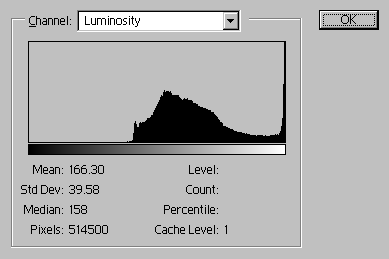 Channel: Luminosity OK
Mean: 166.30 Level:
Std Dev: 39.58 Count:
Median: 158 Percentile:
Pixels: 514500 Cache Level: 1